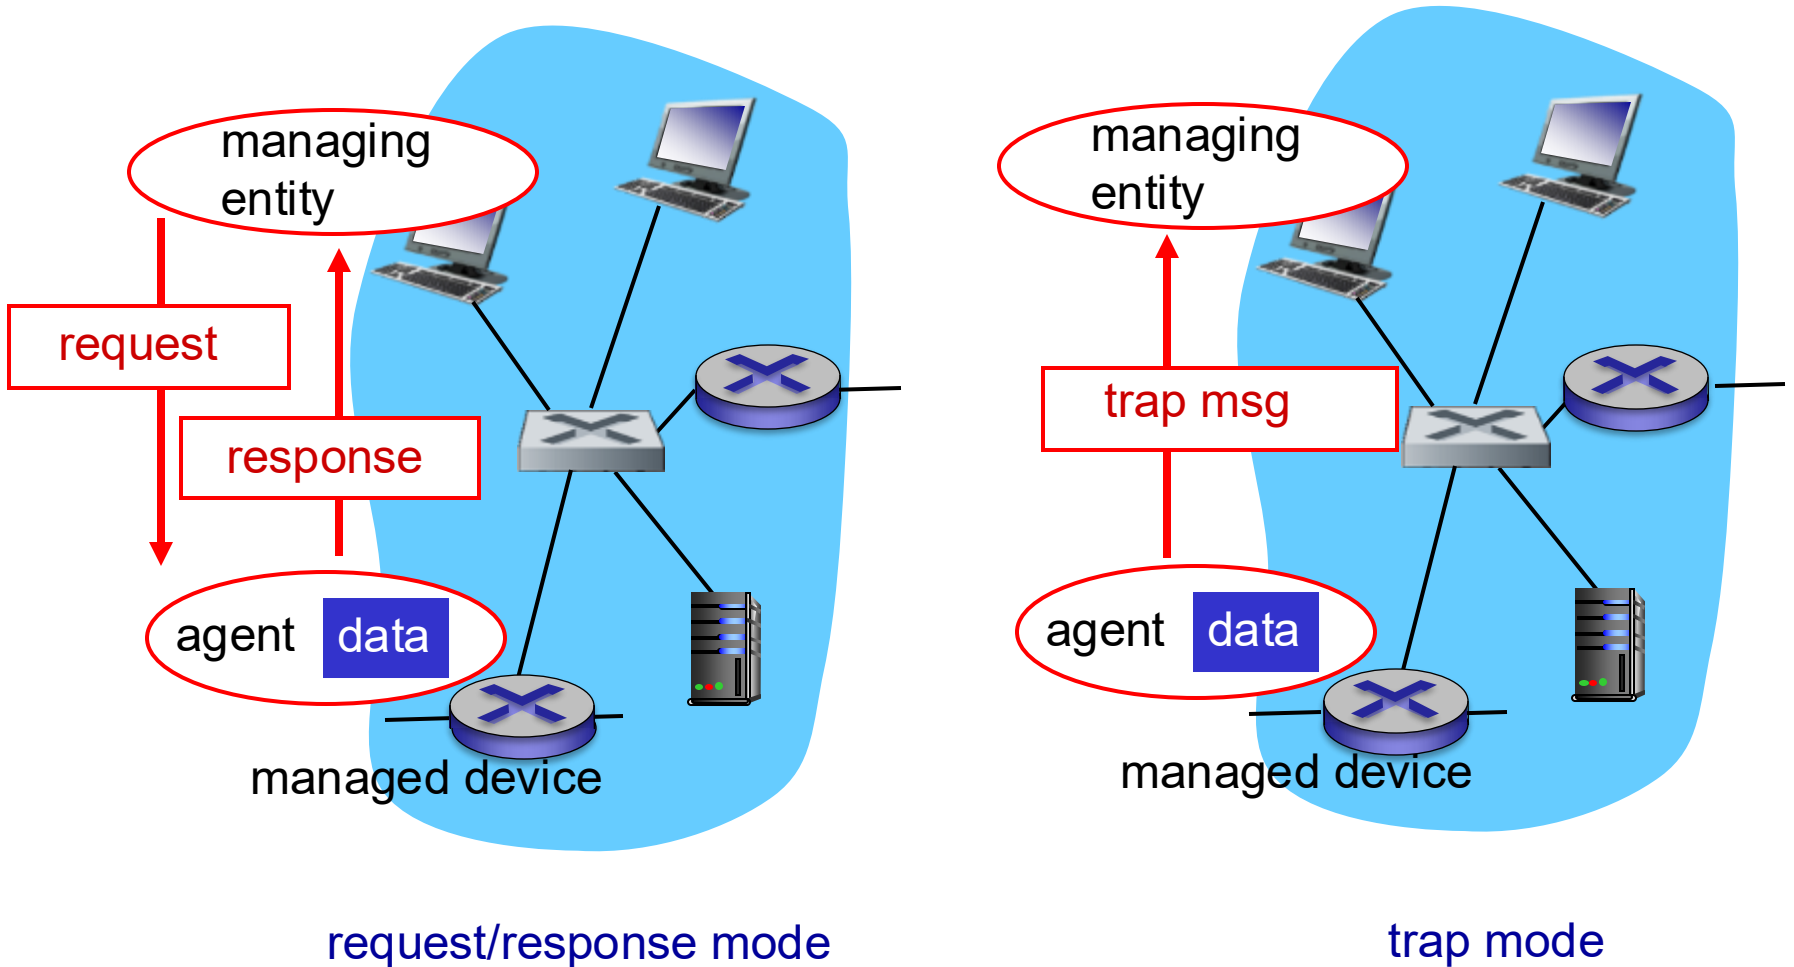 managing
entity
request
response
agent
data
managed device
request/response mode
managing
entity
trap msg
agent
data
managed device
trap mode